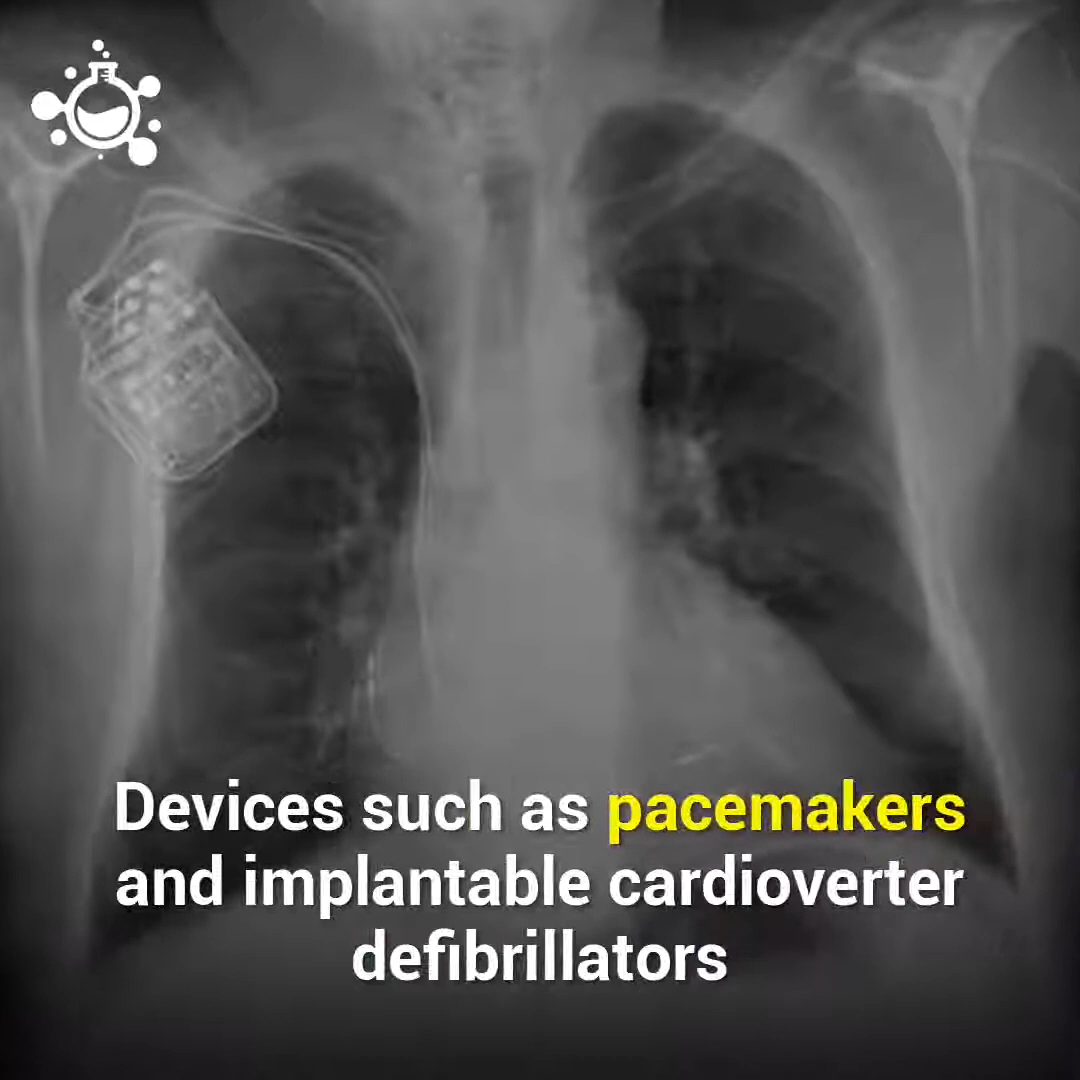 Devices such as pacemakers
and implantable cardioverter
defibrillators